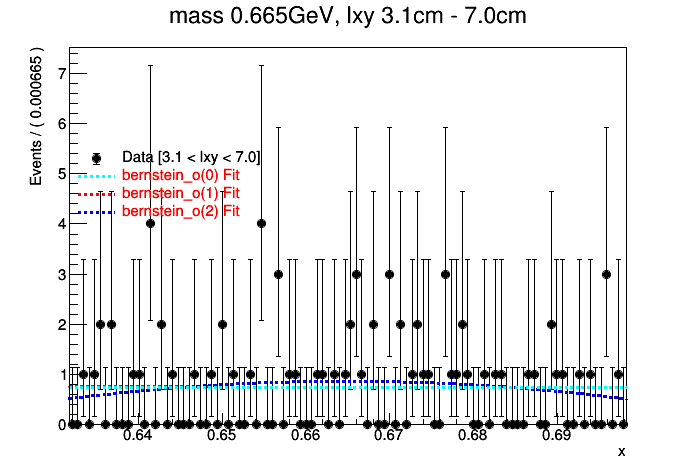 mass 0.665GeV, lxy 3.1cm - 7.0cm
Events / ( 0.000665 )
7
6
5
4
3
2
1
0
Data [3.1 < lxy < 7.0]
bernstein_o(0) Fit
bernstein_o(1) Fit
bernstein_o(2) Fit
0.64 0.65 0.66 0.67 0.68 0.69
x